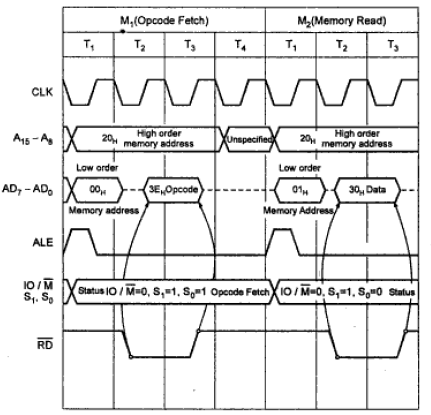 M₁(Opcode Fetch) M₂(Memory Read)
T₁ T₂ T₃ T₄ T₁ T₂ T₃
CLK
A₁₅ – A₈ 20H High order memory address Unspecified 20H High order memory address
Low order Low order
AD₇ – AD₀ 00H 3EH Opcode 01H 30H Data
Memory address Memory Address
ALE
IO / M̅
S₁, S₀ Status IO / M̅=0, S₁=1, S₀=1 Opcode Fetch IO / M̅=0, S₁=1, S₀=0 Status
R̅D̅